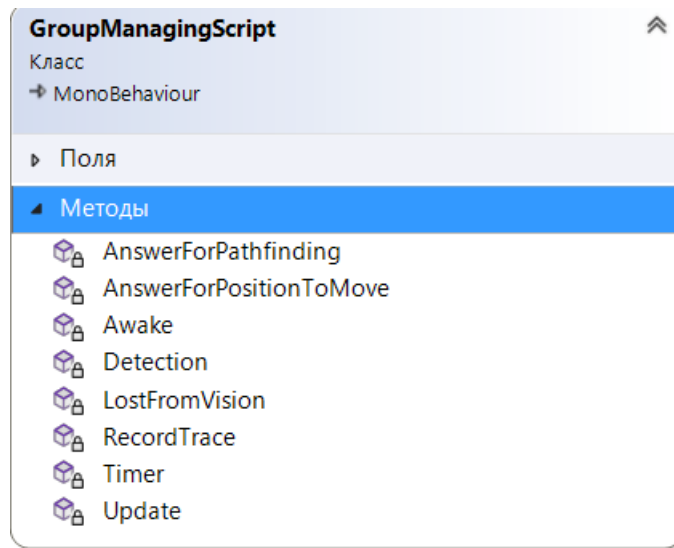 GroupManagingScript
Класс
MonoBehaviour
Поля
Методы
AnswerForPathfinding
AnswerForPositionToMove
Awake
Detection
LostFromVision
RecordTrace
Timer
Update